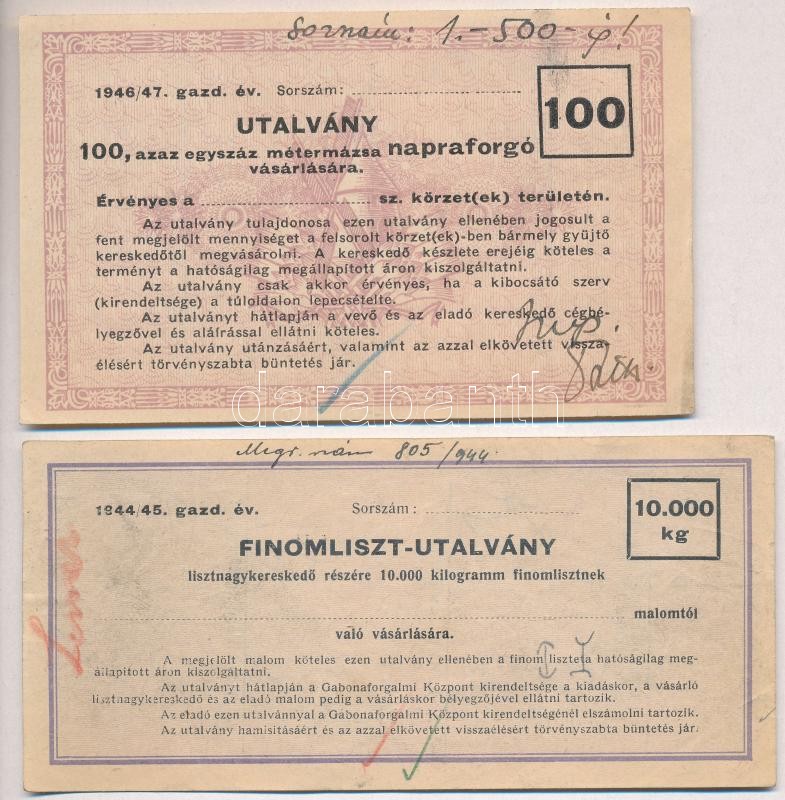 Sornám: 1.-500-ig!
1946/47. gazd. év. Sorszám:
100
UTALVÁNY
100, azaz egyszáz métermázsa napraforgó
vásárlására.
Érvényes a sz. körzet(ek) területén.
Az utalvány tulajdonosa ezen utalvány ellenében jogosult a
fent megjelölt mennyiséget a felsorolt körzet(ek)-ben bármely gyüjtő
kereskedőtől megvásárolni. A kereskedő készlete erejéig köteles a
terményt a hatóságilag megállapított áron kiszolgáltatni.
Az utalvány csak akkor érvényes, ha a kibocsátó szerv
(kirendeltsége) a túloldalon lepecsételte.
Az utalványt hátlapján a vevő és az eladó kereskedő cégbé-
lyegzővel és aláírással ellátni köteles.
Az utalvány utánzásáért, valamint az azzal elkövetett vissza-
élésért törvényszabta büntetés jár.
darabanth
Megr. szám 805/944.
1944/45. gazd. év. Sorszám:
10.000
kg
FINOMLISZT-UTALVÁNY
lisztnagykereskedő részére 10.000 kilogramm finomlisztnek
malomtól
való vásárlására.
A megjelölt malom köteles ezen utalvány ellenében a finom liszteta hatóságilag meg-
állapított áron kiszolgáltatni.
Az utalványt hátlapján a Gabonaforgalmi Központ kirendeltsége a kiadáskor, a vásárló
lisztnagykereskedő és az eladó malom pedig a vásárláskor bélyegzőjével ellátni tartozik.
Az eladó ezen utalvánnyal a Gabonaforgalmi Központ kirendeltségénél elszámolni tartozik.
Az utalvány hamisításáért és az azzal elkövetett visszaélésért törvényszabta büntetés jár.